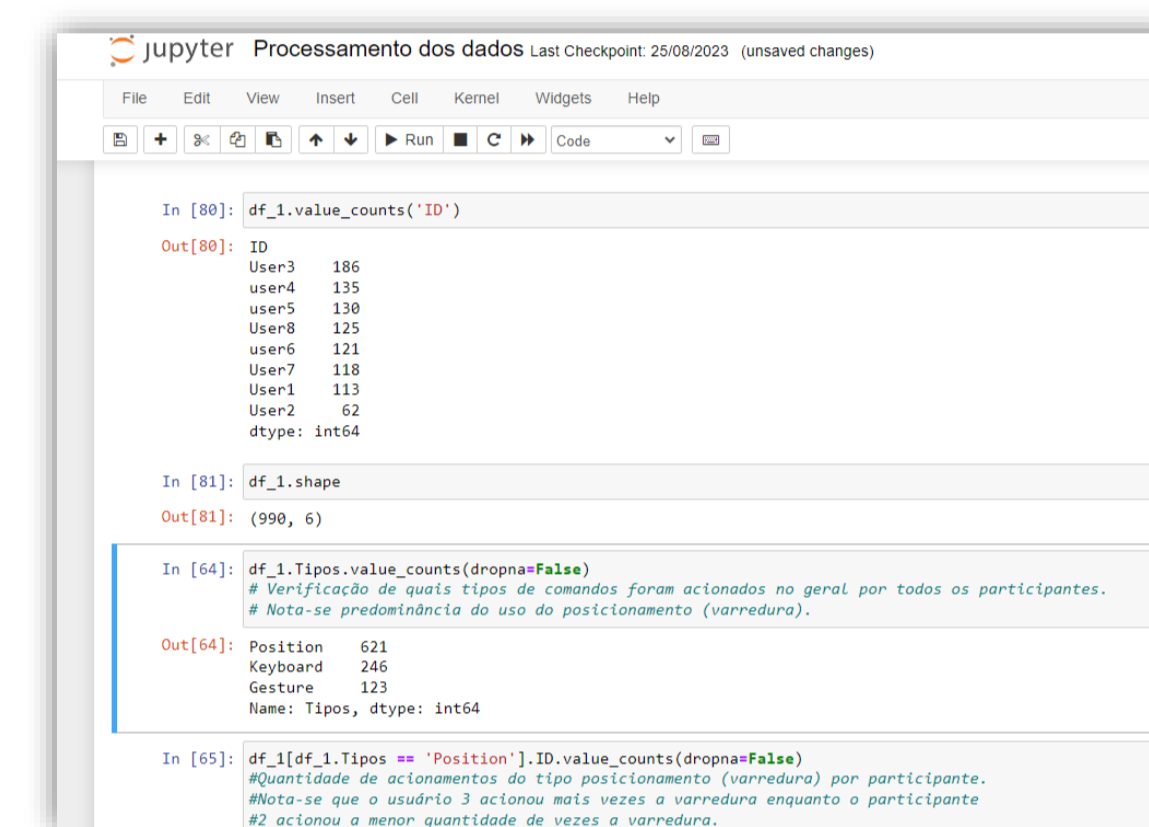 jupyter Processamento dos dados Last Checkpoint: 25/08/2023 (unsaved changes)
File Edit View Insert Cell Kernel Widgets Help
Run Code
In [80]: df_1.value_counts('ID')
Out[80]: ID
User3 186
user4 135
user5 130
User8 125
user6 121
User7 118
User1 113
User2 62
dtype: int64
In [81]: df_1.shape
Out[81]: (990, 6)
In [64]: df_1.Tipos.value_counts(dropna=False)
# Verificação de quais tipos de comandos foram acionados no geral por todos os participantes.
# Nota-se predominância do uso do posicionamento (varredura).
Out[64]: Position 621
Keyboard 246
Gesture 123
Name: Tipos, dtype: int64
In [65]: df_1[df_1.Tipos == 'Position'].ID.value_counts(dropna=False)
#Quantidade de acionamentos do tipo posicionamento (varredura) por participante.
#Nota-se que o usuário 3 acionou mais vezes a varredura enquanto o participante
#2 acionou a menor quantidade de vezes a varredura.